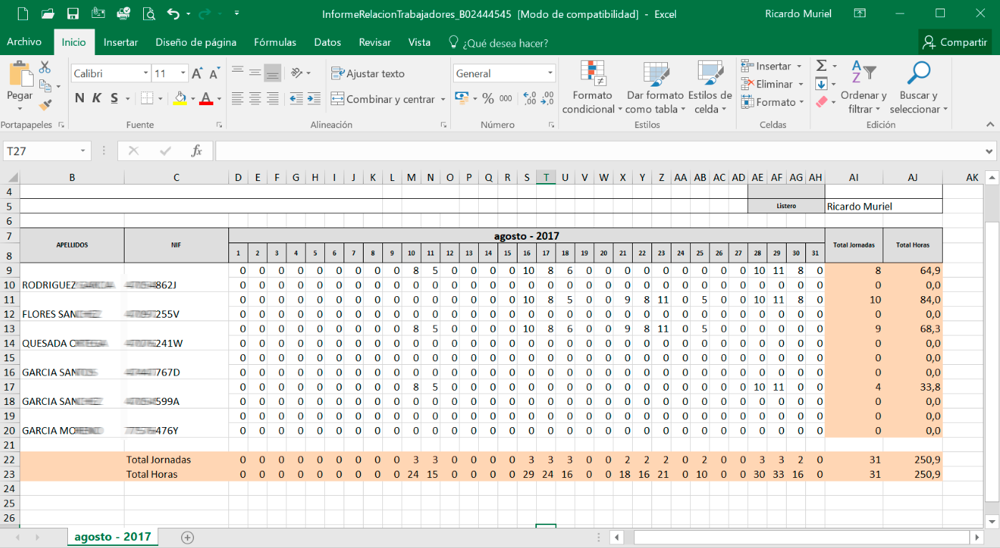 InformeRelacionTrabajadores_B02444545 [Modo de compatibilidad] - Excel
Ricardo Muriel
Archivo Inicio Insertar Diseño de página Fórmulas Datos Revisar Vista ¿Qué desea hacer? Compartir
Pegar
Calibri 11
N K S
Ajustar texto
Combinar y centrar
General
% 000
Formato condicional
Dar formato como tabla
Estilos de celda
Insertar
Eliminar
Formato
Ordenar y filtrar
Buscar y seleccionar
Portapapeles Fuente Alineación Número Estilos Celdas Edición
T27 fx
B C D E F G H I J K L M N O P Q R S T U V W X Y Z AA AB AC AD AE AF AG AH AI AJ AK
4
5 Listero Ricardo Muriel
6
7 APELLIDOS NIF agosto - 2017 Total Jornadas Total Horas
8 1 2 3 4 5 6 7 8 9 10 11 12 13 14 15 16 17 18 19 20 21 22 23 24 25 26 27 28 29 30 31
9 0 0 0 0 0 0 0 0 0 8 5 0 0 0 0 10 8 6 0 0 0 0 0 0 0 0 0 10 11 8 0 8 64,9
10 RODRIGUEZ 862J 0 0 0 0 0 0 0 0 0 0 0 0 0 0 0 0 0 0 0 0 0 0 0 0 0 0 0 0 0 0 0 0 0,0
11 0 0 0 0 0 0 0 0 0 0 0 0 0 0 0 10 8 5 0 0 9 8 11 0 5 0 0 10 11 8 0 10 84,0
12 FLORES SAN 255V 0 0 0 0 0 0 0 0 0 0 0 0 0 0 0 0 0 0 0 0 0 0 0 0 0 0 0 0 0 0 0 0 0,0
13 0 0 0 0 0 0 0 0 0 8 5 0 0 0 0 10 8 6 0 0 9 8 11 0 5 0 0 0 0 0 0 9 68,3
14 QUESADA 241W 0 0 0 0 0 0 0 0 0 0 0 0 0 0 0 0 0 0 0 0 0 0 0 0 0 0 0 0 0 0 0 0 0,0
15 0 0 0 0 0 0 0 0 0 0 0 0 0 0 0 0 0 0 0 0 0 0 0 0 0 0 0 0 0 0 0 0 0,0
16 GARCIA SAN 767D 0 0 0 0 0 0 0 0 0 0 0 0 0 0 0 0 0 0 0 0 0 0 0 0 0 0 0 0 0 0 0 0 0,0
17 0 0 0 0 0 0 0 0 0 8 5 0 0 0 0 0 0 0 0 0 0 0 0 0 0 0 0 10 11 0 0 4 33,8
18 GARCIA SAN 599A 0 0 0 0 0 0 0 0 0 0 0 0 0 0 0 0 0 0 0 0 0 0 0 0 0 0 0 0 0 0 0 0 0,0
19 0 0 0 0 0 0 0 0 0 0 0 0 0 0 0 0 0 0 0 0 0 0 0 0 0 0 0 0 0 0 0 0 0,0
20 GARCIA MO 476Y 0 0 0 0 0 0 0 0 0 0 0 0 0 0 0 0 0 0 0 0 0 0 0 0 0 0 0 0 0 0 0 0 0,0
21
22 Total Jornadas 0 0 0 0 0 0 0 0 0 3 3 0 0 0 0 3 3 3 0 0 2 2 2 0 2 0 0 3 3 2 0 31 250,9
23 Total Horas 0 0 0 0 0 0 0 0 0 24 15 0 0 0 0 29 24 16 0 0 18 16 21 0 10 0 0 30 33 16 0 31 250,9
24
25
26
agosto - 2017